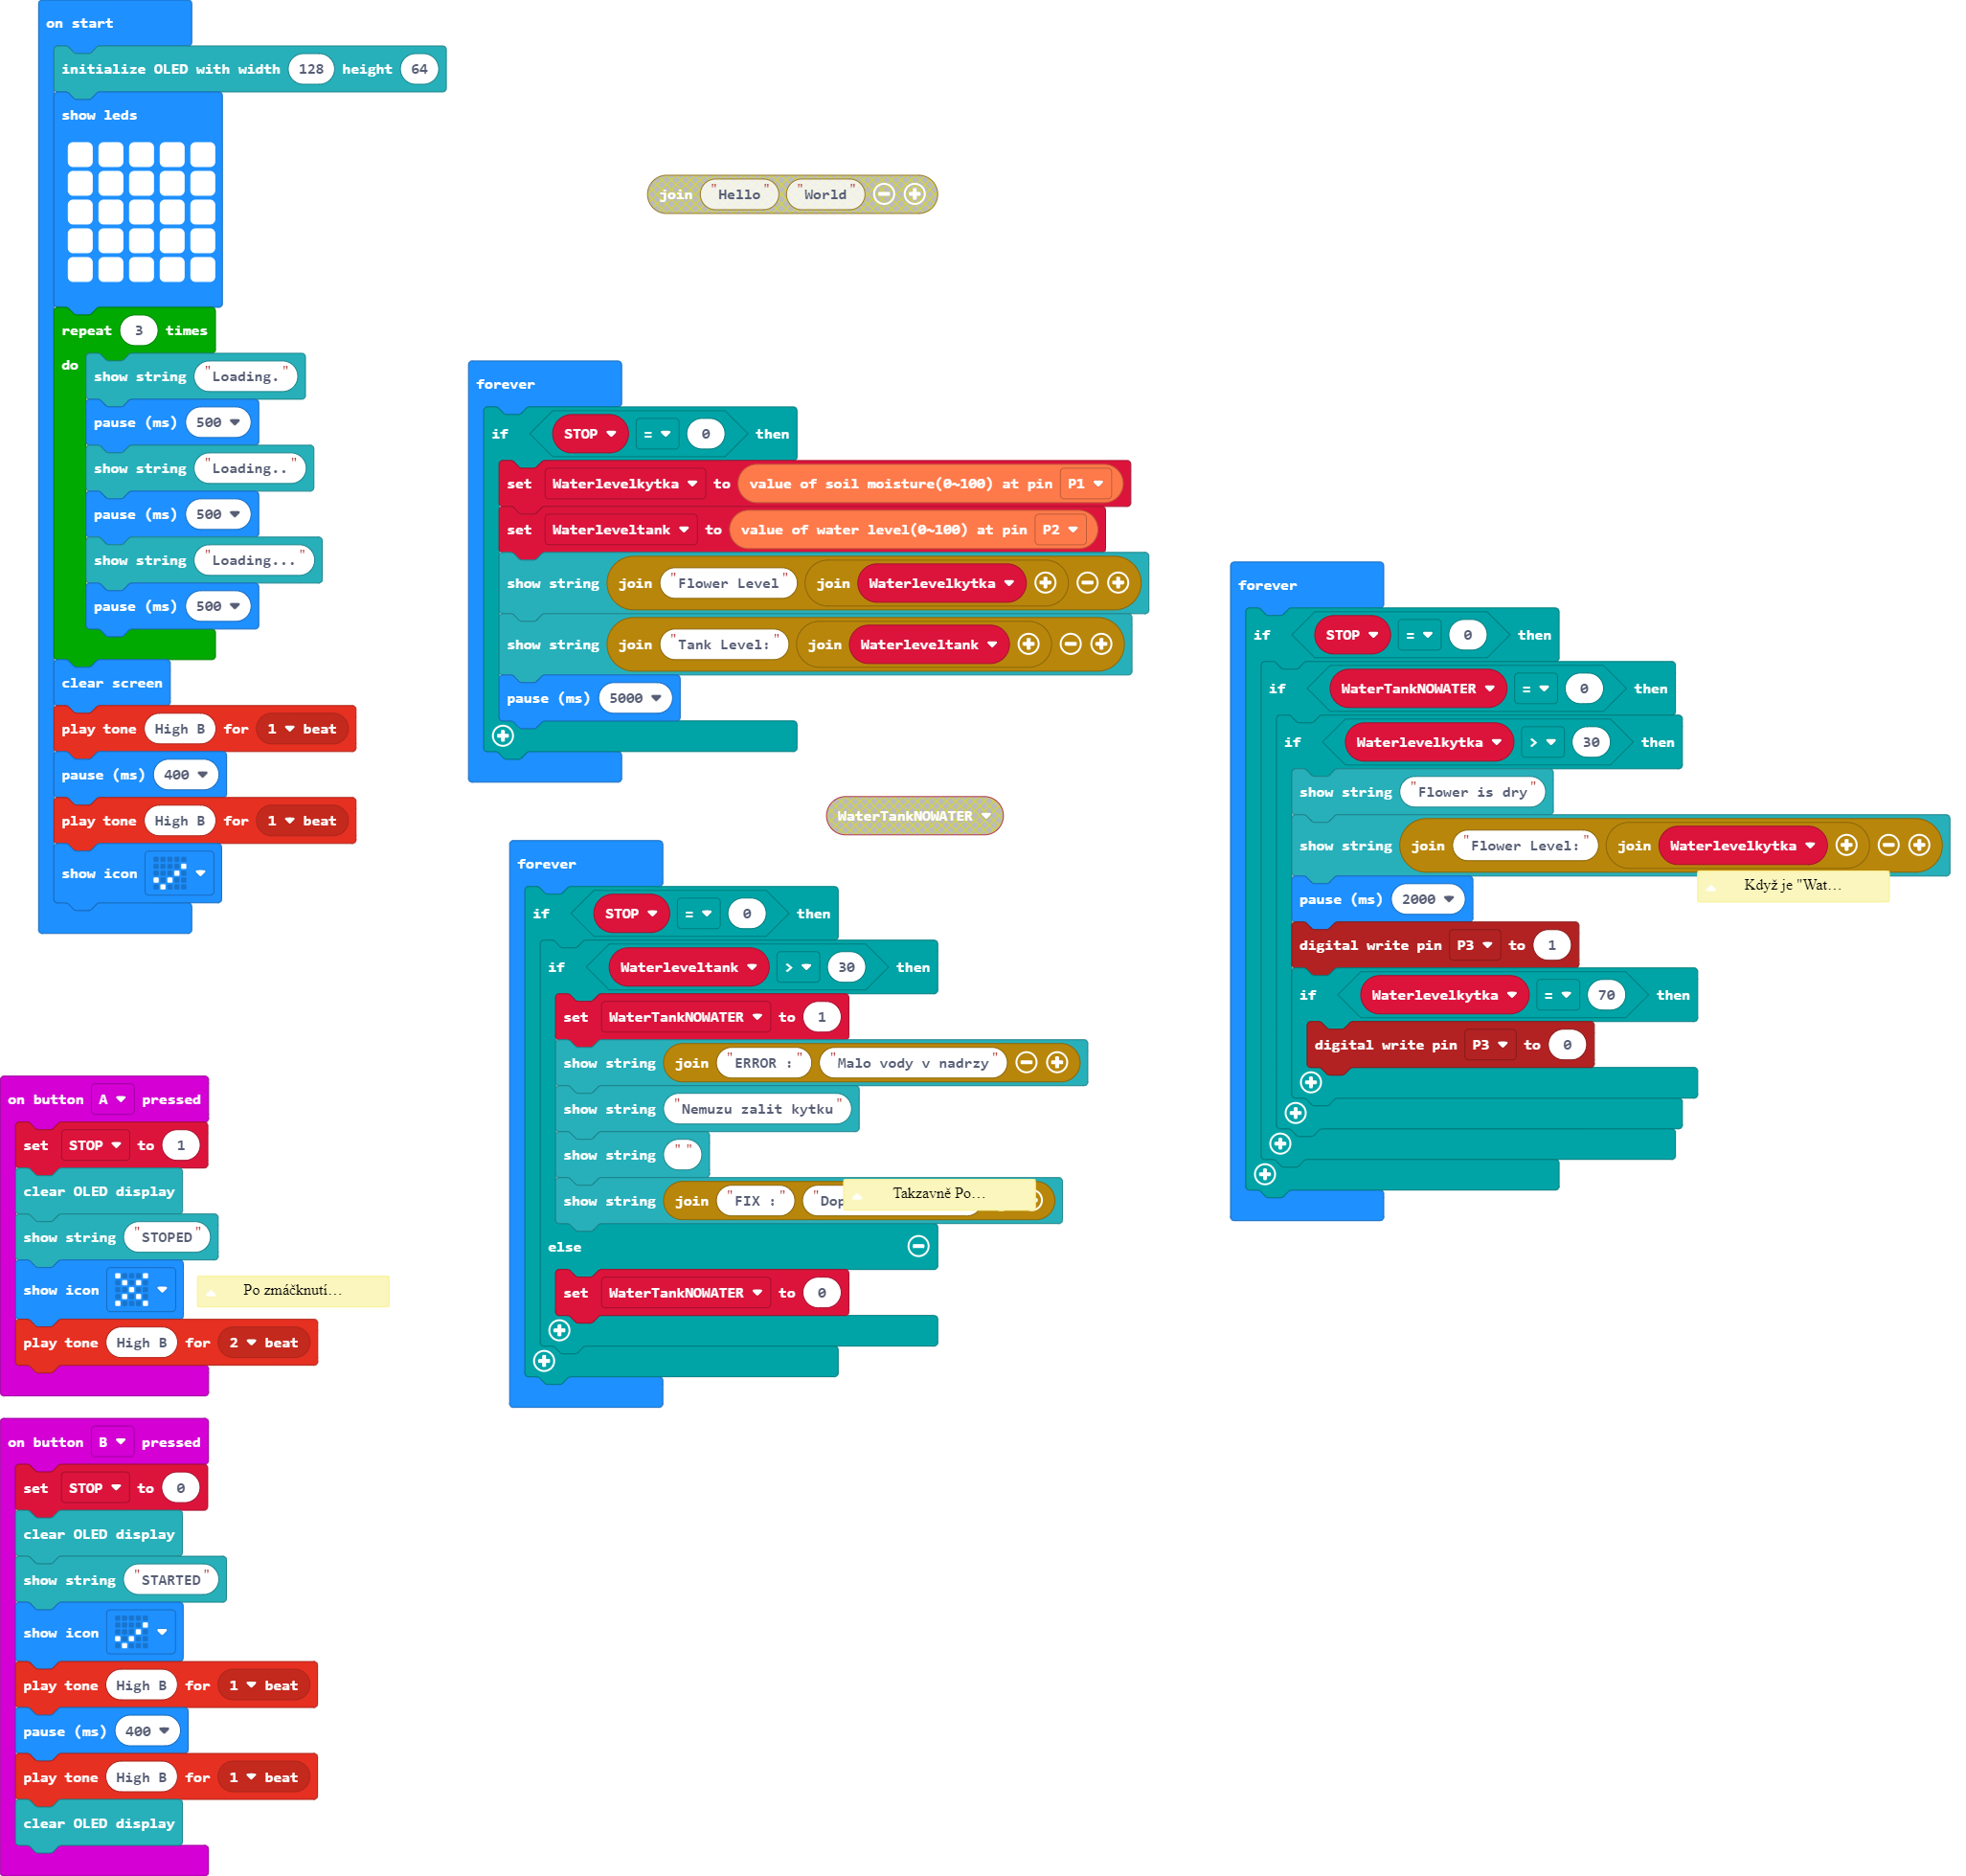 on start
initialize OLED with width 128 height 64
show leds
repeat 3 times
do
show string "Loading."
pause (ms) 500
show string "Loading.."
pause (ms) 500
show string "Loading..."
pause (ms) 500
clear screen
play tone High B for 1 beat
pause (ms) 400
play tone High B for 1 beat
show icon
join "Hello" "World"
forever
if STOP = 0 then
set Waterlevelkytka to value of soil moisture(0~100) at pin P1
set Waterleveltank to value of water level(0~100) at pin P2
show string join "Flower Level" join Waterlevelkytka
show string join "Tank Level:" join Waterleveltank
pause (ms) 5000
WaterTankNOWATER
forever
if STOP = 0 then
if Waterleveltank > 30 then
set WaterTankNOWATER to 1
show string join "ERROR :" "Malo vody v nadrzy"
show string "Nemuzu zalit kytku"
show string " "
show string join "FIX :"
Takzavně Po...
else
set WaterTankNOWATER to 0
forever
if STOP = 0 then
if WaterTankNOWATER = 0 then
if Waterlevelkytka > 30 then
show string "Flower is dry"
show string join "Flower Level:" join Waterlevelkytka
Když je "Wat...
pause (ms) 2000
digital write pin P3 to 1
if Waterlevelkytka = 70 then
digital write pin P3 to 0
on button A pressed
set STOP to 1
clear OLED display
show string "STOPED"
show icon
Po zmáčknutí...
play tone High B for 2 beat
on button B pressed
set STOP to 0
clear OLED display
show string "STARTED"
show icon
play tone High B for 1 beat
pause (ms) 400
play tone High B for 1 beat
clear OLED display